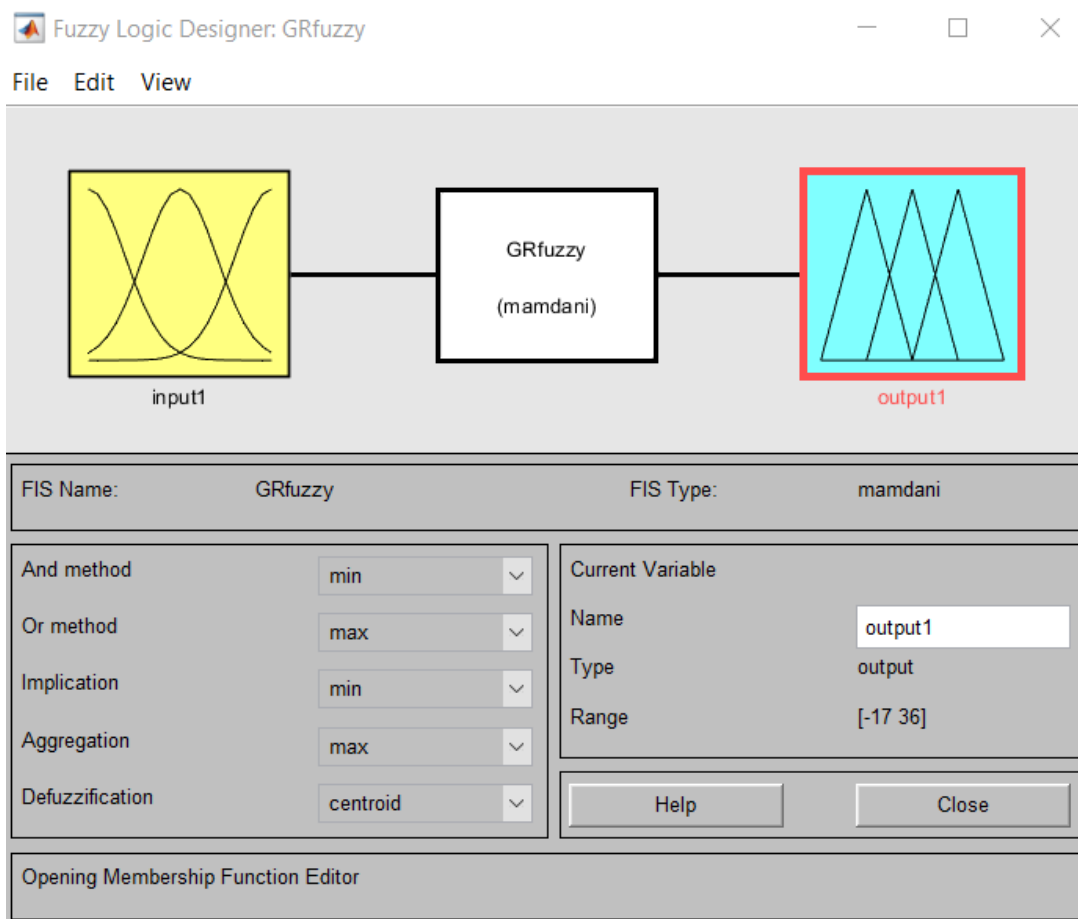 Fuzzy Logic Designer: GRfuzzy
File Edit View
GRfuzzy
(mamdani)
input1
output1
FIS Name: GRfuzzy FIS Type: mamdani
And method min
Or method max
Implication min
Aggregation max
Defuzzification centroid
Current Variable
Name output1
Type output
Range [-17 36]
Help Close
Opening Membership Function Editor